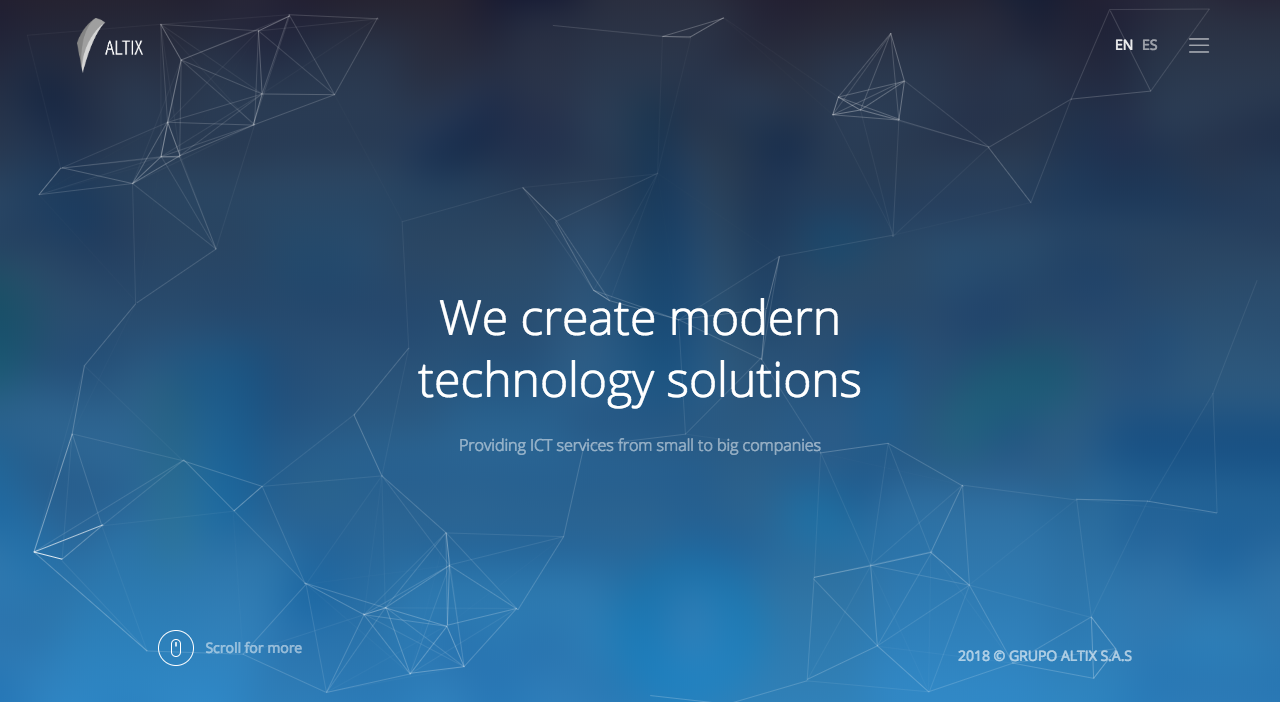 ALTIX
EN ES
We create modern
technology solutions
Providing ICT services from small to big companies
Scroll for more
2018 © GRUPO ALTIX S.A.S